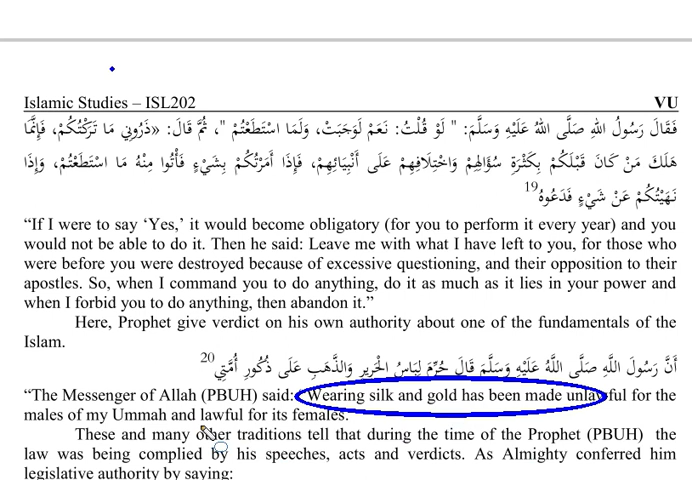 Islamic Studies – ISL202 VU
فَقَالَ رَسُولُ اللهِ صَلَّى اللهُ عَلَيْهِ وَسَلَّمَ: " لَوْ قُلْتُ: نَعَمْ لَوَجَبَتْ، وَلَمَا اسْتَطَعْتُمْ "، ثُمَّ قَالَ: «ذَرُونِي مَا تَرَكْتُكُمْ، فَإِنَّمَا
هَلَكَ مَنْ كَانَ قَبْلَكُمْ بِكَثْرَةِ سُؤَالِهِمْ وَاخْتِلَافِهِمْ عَلَى أَنْبِيَائِهِمْ، فَإِذَا أَمَرْتُكُمْ بِشَيْءٍ فَأْتُوا مِنْهُ مَا اسْتَطَعْتُمْ، وَإِذَا
نَهَيْتُكُمْ عَنْ شَيْءٍ فَدَعُوهُ19
“If I were to say ‘Yes,’ it would become obligatory (for you to perform it every year) and you
would not be able to do it. Then he said: Leave me with what I have left to you, for those who
were before you were destroyed because of excessive questioning, and their opposition to their
apostles. So, when I command you to do anything, do it as much as it lies in your power and
when I forbid you to do anything, then abandon it.”
Here, Prophet give verdict on his own authority about one of the fundamentals of the
Islam.
أَنَّ رَسُولَ اللَّهِ صَلَّى اللَّهُ عَلَيْهِ وَسَلَّمَ قَالَ حُرِّمَ لِبَاسُ الْحَرِيرِ وَالذَّهَبِ عَلَى ذُكُورِ أُمَّتِي20
“The Messenger of Allah (PBUH) said: “Wearing silk and gold has been made unlawful for the
males of my Ummah and lawful for its females.
These and many other traditions tell that during the time of the Prophet (PBUH) the
law was being complied by his speeches, acts and verdicts. As Almighty conferred him
legislative authority by saying: